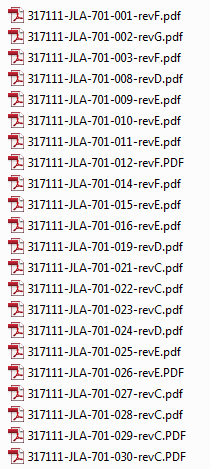 317111-JLA-701-001-revF.pdf
317111-JLA-701-002-revG.pdf
317111-JLA-701-003-revF.pdf
317111-JLA-701-008-revD.pdf
317111-JLA-701-009-revE.pdf
317111-JLA-701-010-revE.pdf
317111-JLA-701-011-revE.pdf
317111-JLA-701-012-revF.PDF
317111-JLA-701-014-revF.pdf
317111-JLA-701-015-revE.pdf
317111-JLA-701-016-revE.pdf
317111-JLA-701-019-revD.pdf
317111-JLA-701-021-revC.pdf
317111-JLA-701-022-revC.pdf
317111-JLA-701-023-revC.pdf
317111-JLA-701-024-revD.pdf
317111-JLA-701-025-revE.pdf
317111-JLA-701-026-revE.PDF
317111-JLA-701-027-revC.pdf
317111-JLA-701-028-revC.pdf
317111-JLA-701-029-revC.PDF
317111-JLA-701-030-revC.PDF